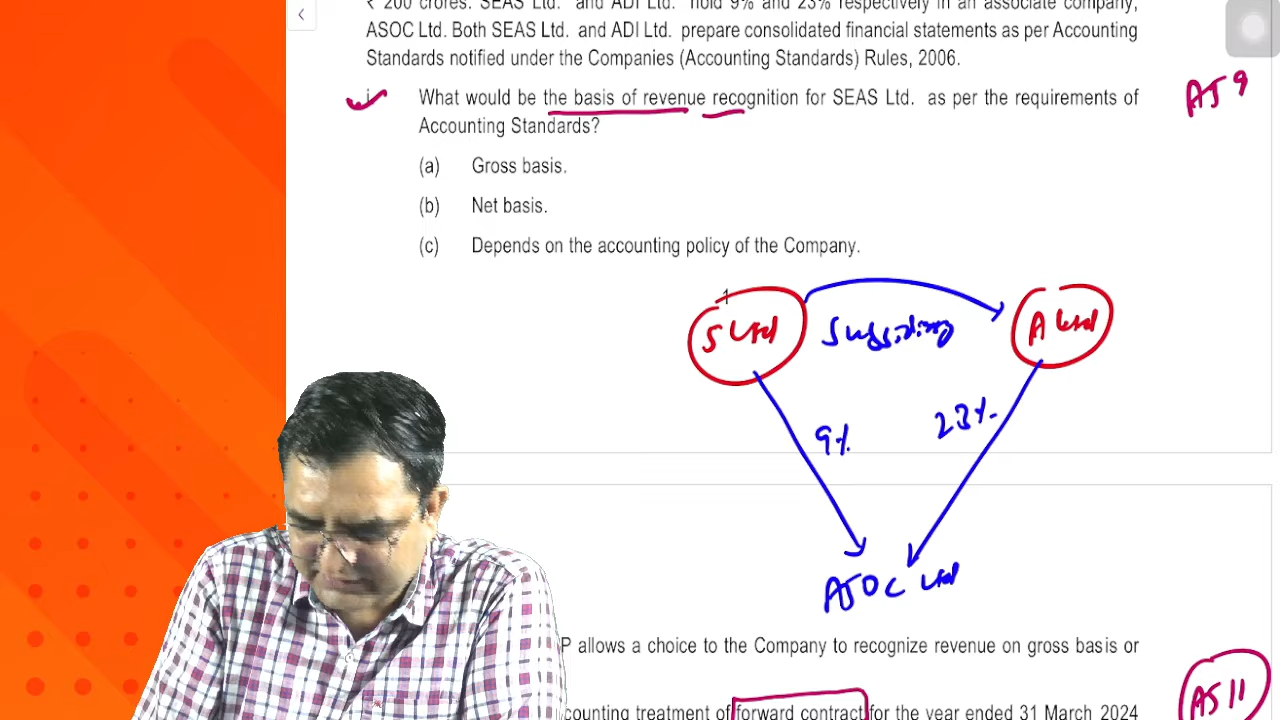 ₹ 200 crores. SEAS Ltd. and ADI Ltd. hold 9% and 23% respectively in an associate company,
ASOC Ltd. Both SEAS Ltd. and ADI Ltd. prepare consolidated financial statements as per Accounting
Standards notified under the Companies (Accounting Standards) Rules, 2006.
i What would be the basis of revenue recognition for SEAS Ltd. as per the requirements of
Accounting Standards?
AS 9
(a) Gross basis.
(b) Net basis.
(c) Depends on the accounting policy of the Company.
1
S Ltd Subsidiary A Ltd
9% 23%
ASOC Ltd
P allows a choice to the Company to recognize revenue on gross basis or
counting treatment of forward contract for the year ended 31 March 2024
AS 11